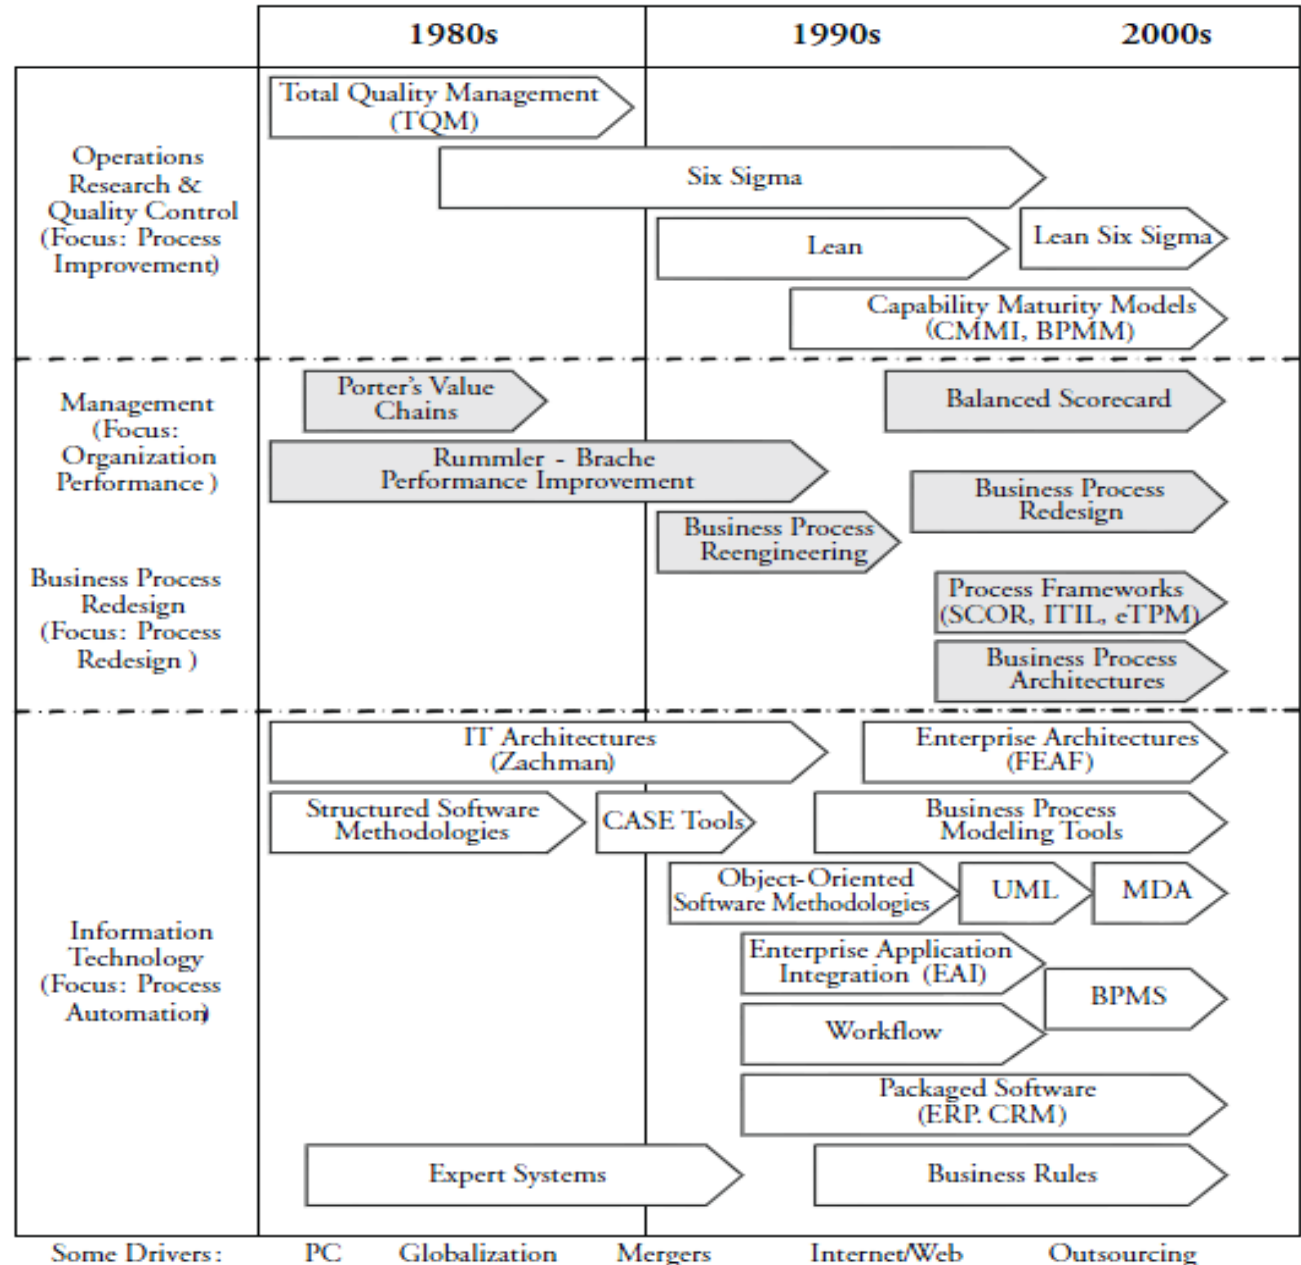 1980s
1990s
2000s
Operations
Research &
Quality Control
(Focus: Process
Improvement)
Total Quality Management
(TQM)
Six Sigma
Lean
Lean Six Sigma
Capability Maturity Models
(CMMI, BPMM)
Management
(Focus:
Organization
Performance )
Business Process
Redesign
(Focus: Process
Redesign )
Porter's Value
Chains
Balanced Scorecard
Rummler - Brache
Performance Improvement
Business Process
Redesign
Business Process
Reengineering
Process Frameworks
(SCOR, ITIL, eTPM)
Business Process
Architectures
Information
Technology
(Focus: Process
Automation)
IT Architectures
(Zachman)
Enterprise Architectures
(FEAF)
Structured Software
Methodologies
CASE Tools
Business Process
Modeling Tools
Object-Oriented
Software Methodologies
UML
MDA
Enterprise Application
Integration (EAI)
BPMS
Workflow
Packaged Software
(ERP. CRM)
Expert Systems
Business Rules
Some Drivers: PC Globalization Mergers Internet/Web Outsourcing